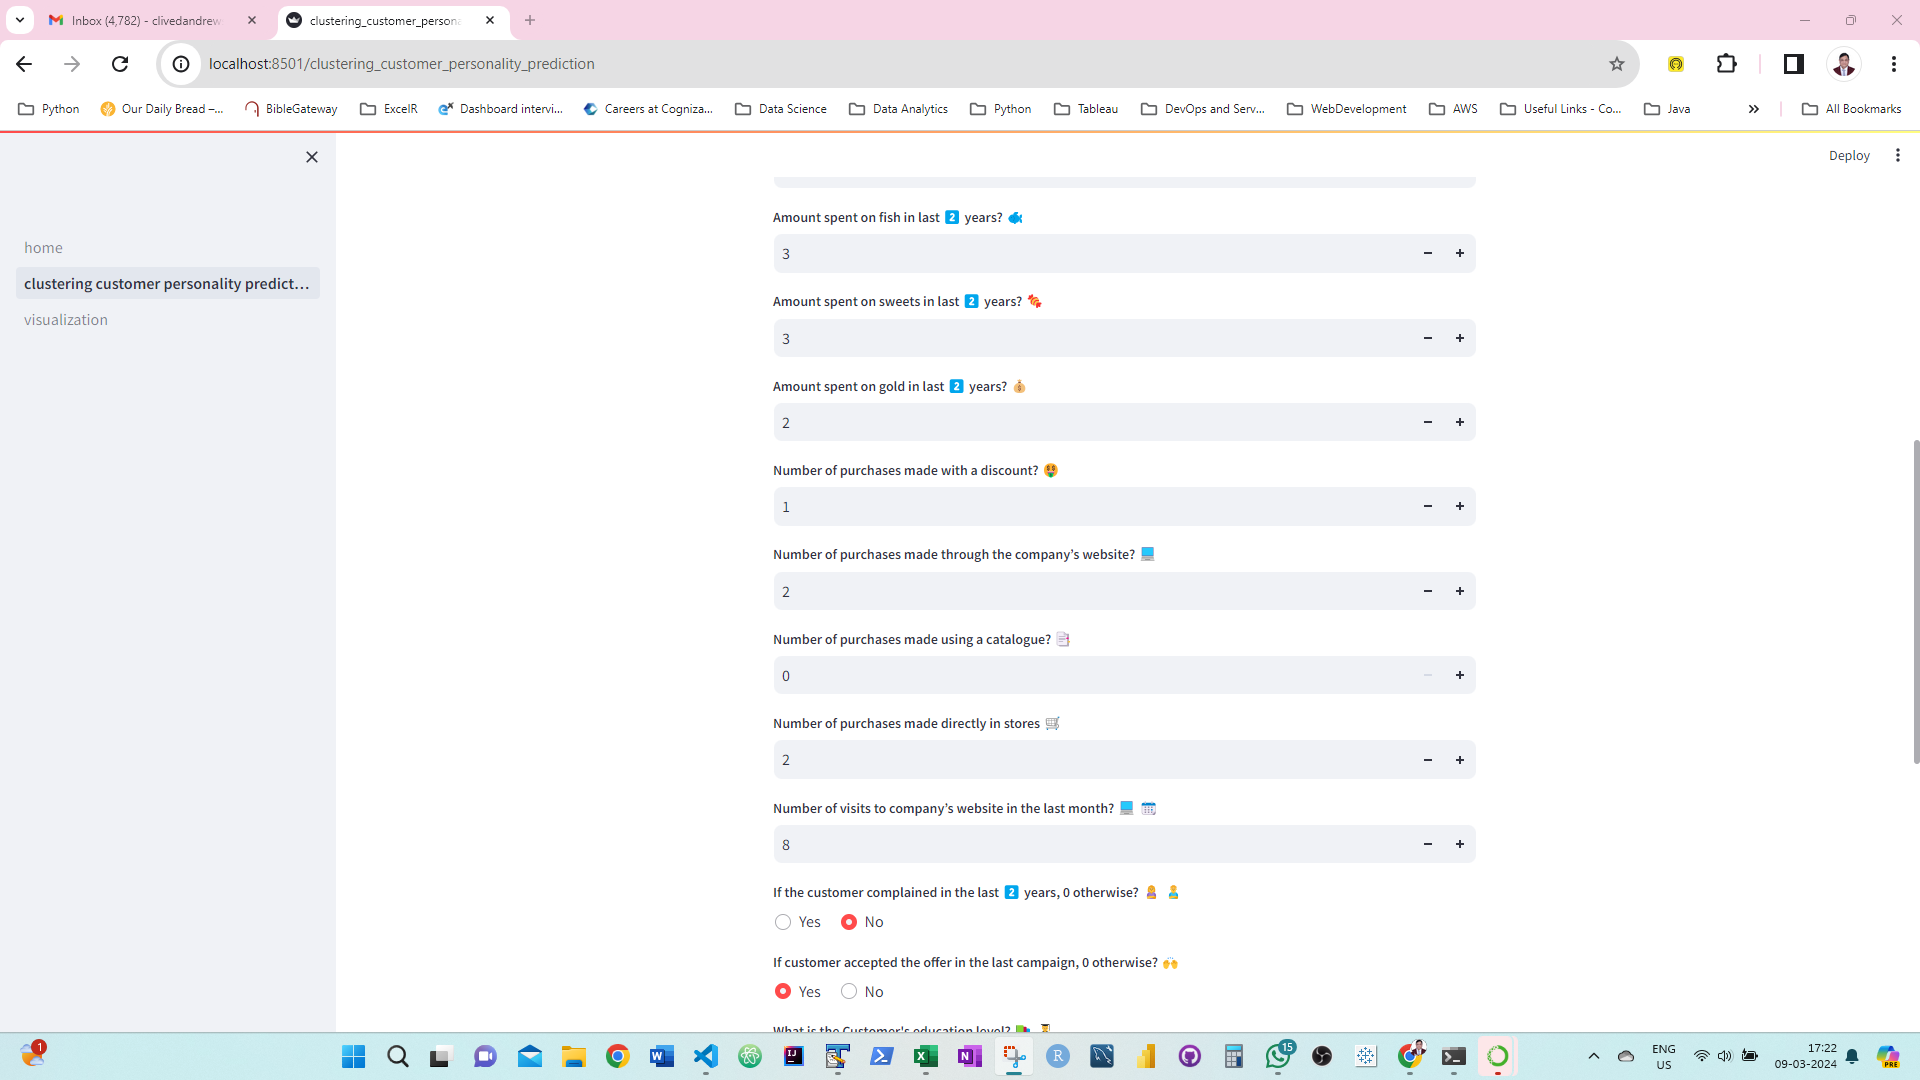 Inbox (4,782) - clivedandrew
clustering_customer_persona
localhost:8501/clustering_customer_personality_prediction
Python
Our Daily Bread –...
BibleGateway
ExcelR
Dashboard intervi...
Careers at Cogniza...
Data Science
Data Analytics
Python
Tableau
DevOps and Serv...
WebDevelopment
AWS
Useful Links - Co...
Java
All Bookmarks
Deploy
home
clustering customer personality predict...
visualization
Amount spent on fish in last 2 years?
3
Amount spent on sweets in last 2 years?
3
Amount spent on gold in last 2 years?
2
Number of purchases made with a discount?
1
Number of purchases made through the company’s website?
2
Number of purchases made using a catalogue?
0
Number of purchases made directly in stores
2
Number of visits to company’s website in the last month?
8
If the customer complained in the last 2 years, 0 otherwise?
Yes No
If customer accepted the offer in the last campaign, 0 otherwise?
Yes No
What is the Customer's education level?
1
15
ENG
US
17:22
09-03-2024
PRE